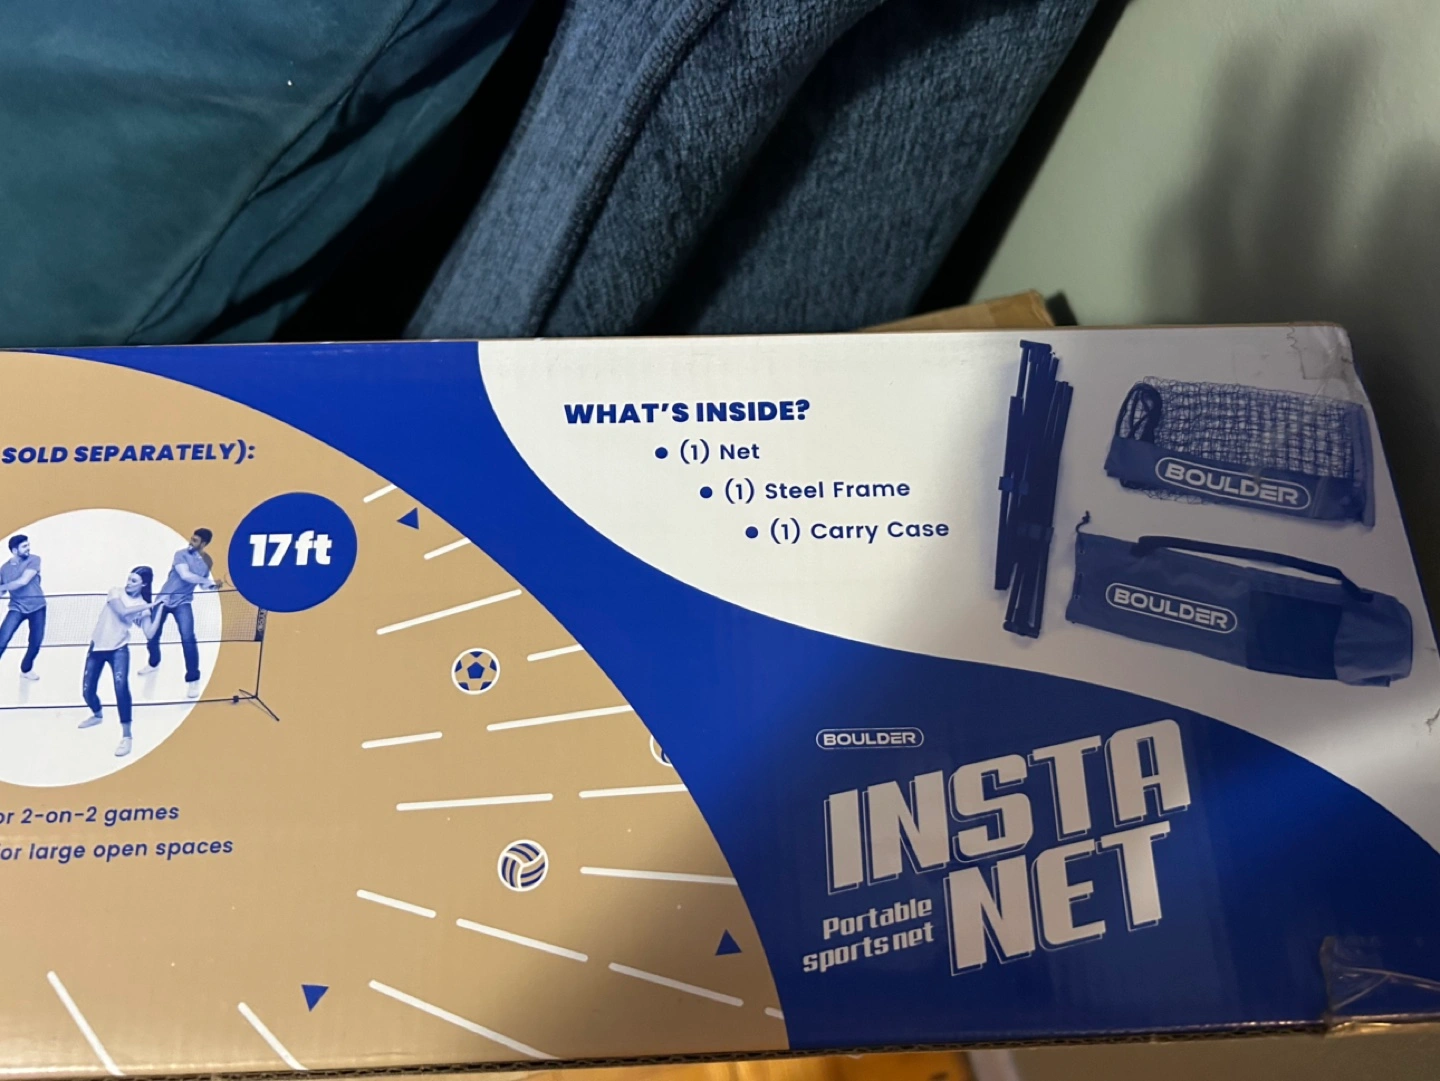 SOLD SEPARATELY):
17ft
or 2-on-2 games
or large open spaces
WHAT'S INSIDE?
• (1) Net
• (1) Steel Frame
• (1) Carry Case
BOULDER
BOULDER
BOULDER
INSTA
NET
Portable
sports net